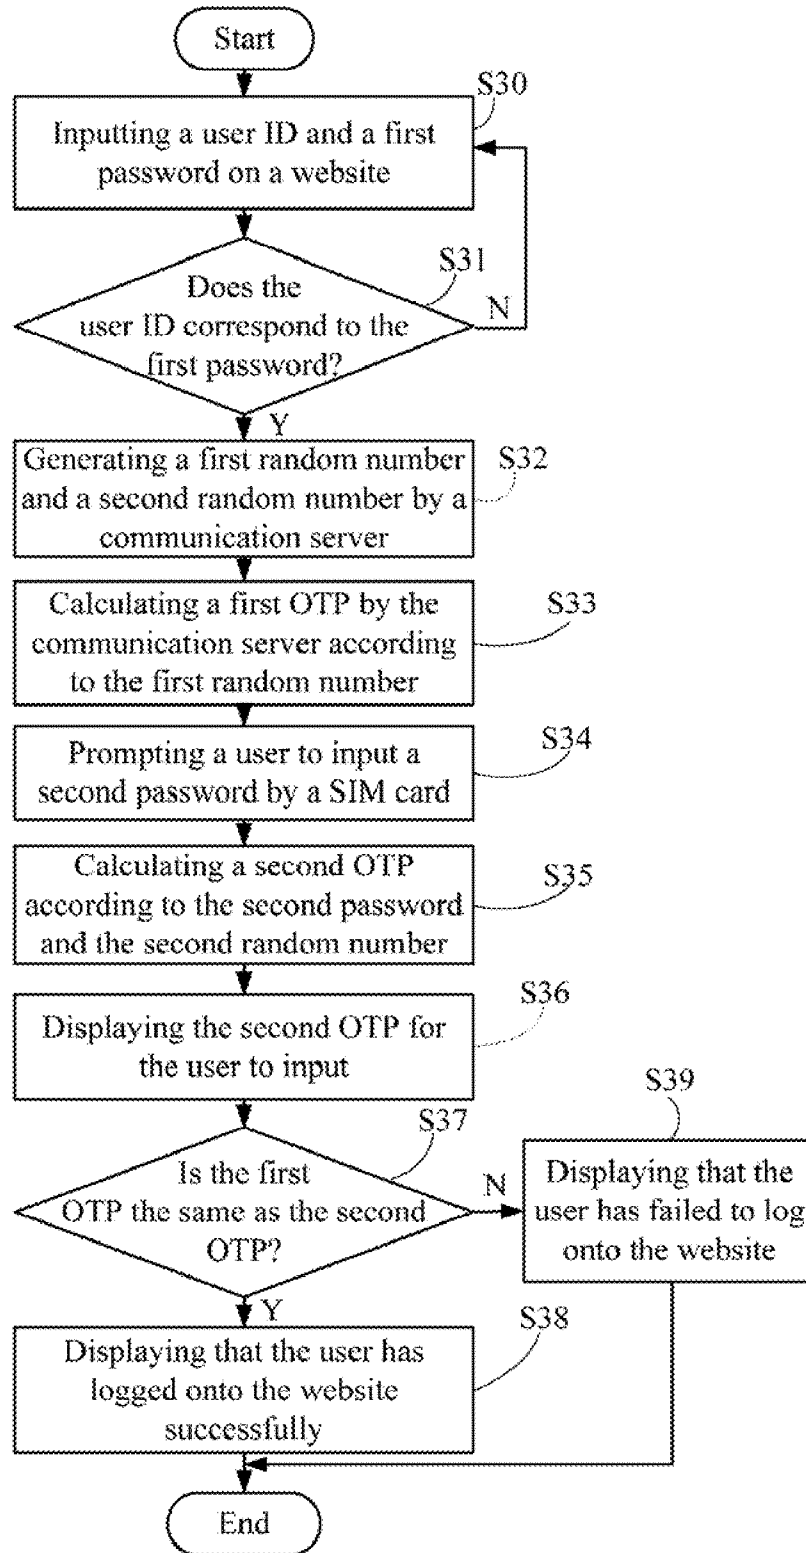 Start
S30
Inputting a user ID and a first
password on a website
S31
Does the
user ID correspond to the
first password?
N
Y
Generating a first random number
and a second random number by a
communication server
S32
Calculating a first OTP by the
communication server according
to the first random number
S33
Prompting a user to input a
second password by a SIM card
S34
Calculating a second OTP
according to the second password
and the second random number
S35
Displaying the second OTP for
the user to input
S36
S37
Is the first
OTP the same as the second
OTP?
N
S39
Displaying that the
user has failed to log
onto the website
Y
Displaying that the user has
logged onto the website
successfully
S38
End